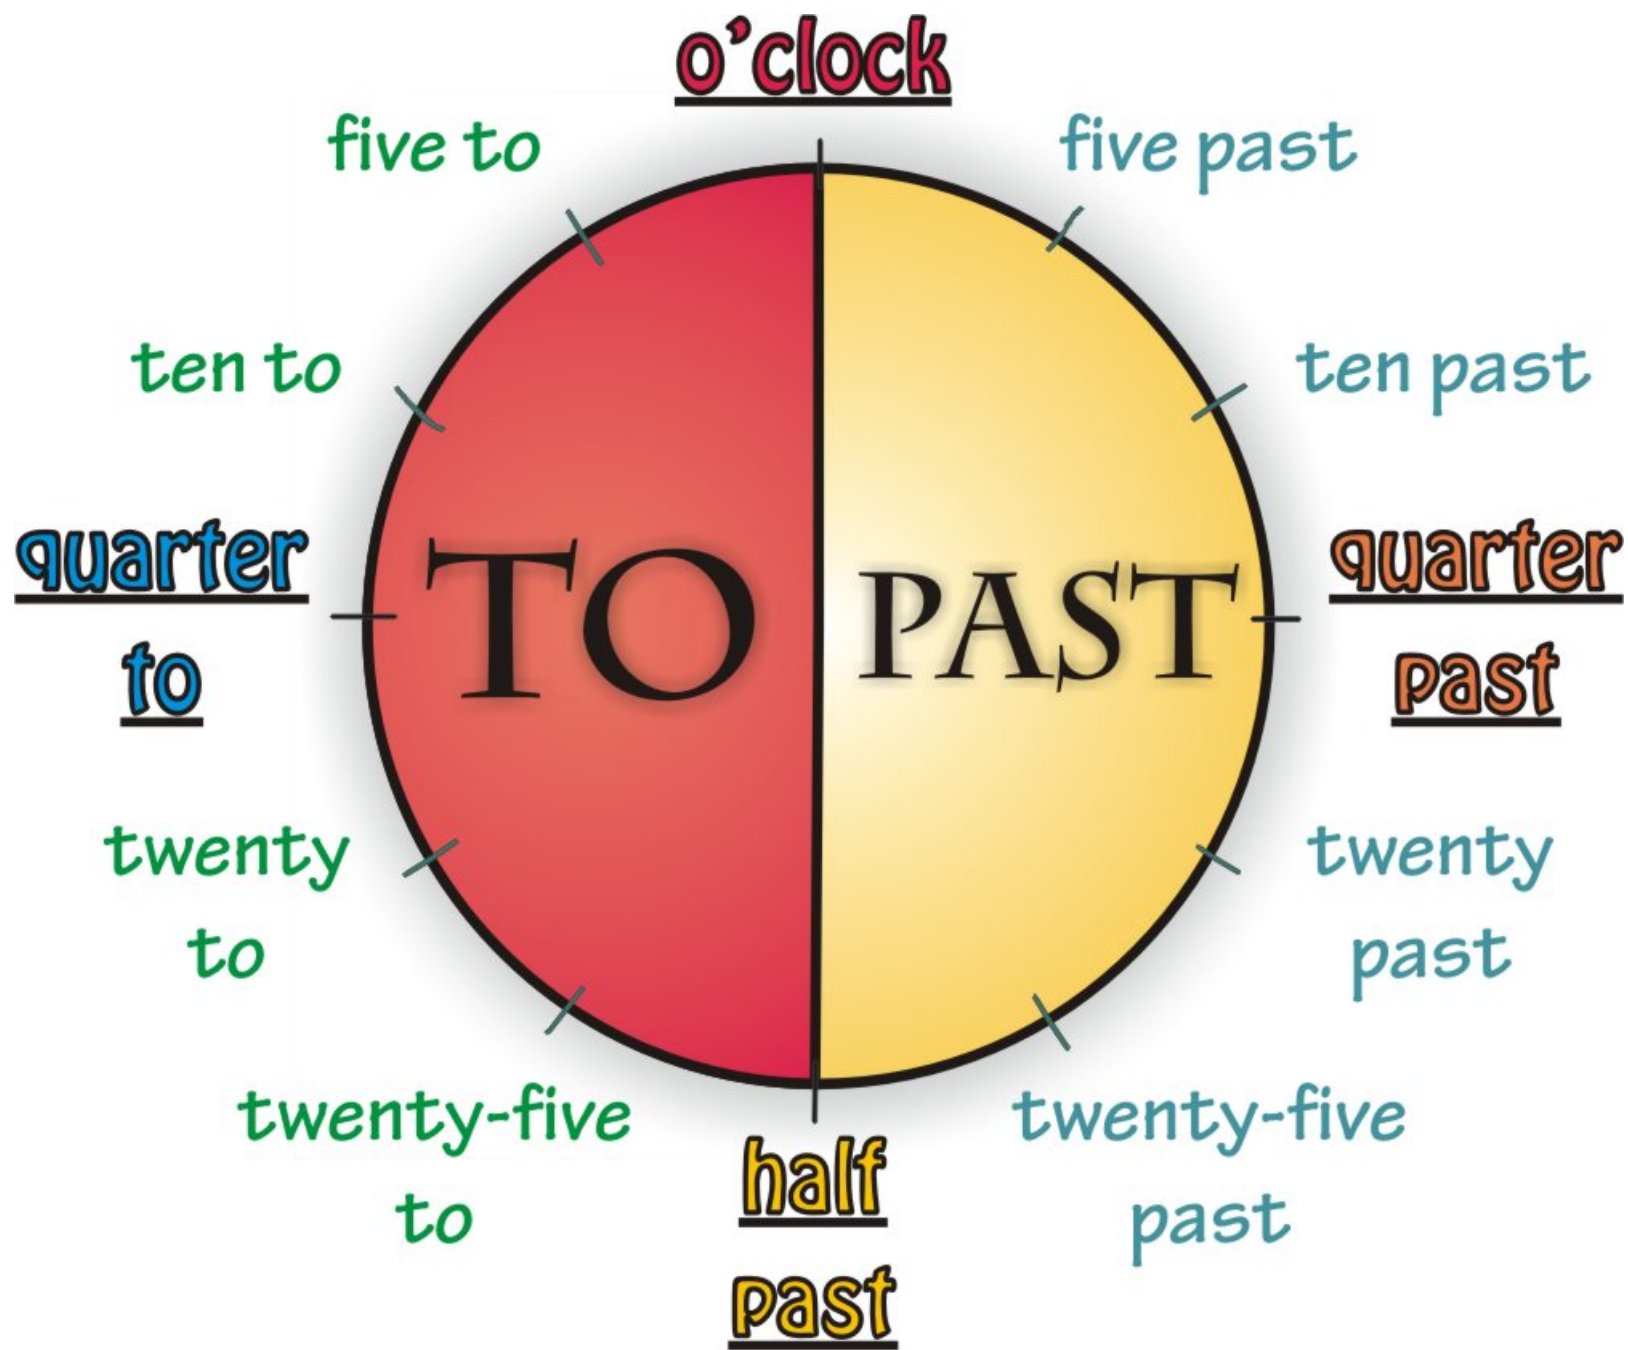 o'clock
five to
five past
ten to
ten past
quarter
to
TO
PAST
quarter
past
twenty
to
twenty
past
twenty-five
to
half
past
twenty-five
past